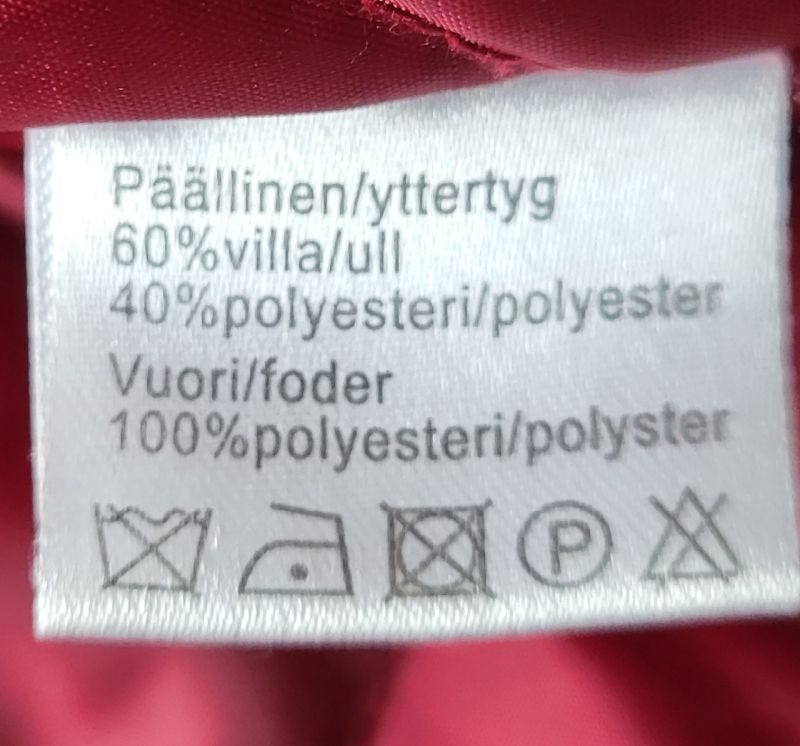 Päällinen/yttertyg
60%villa/ull
40%polyesteri/polyester
Vuori/foder
100%polyesteri/polyster
P